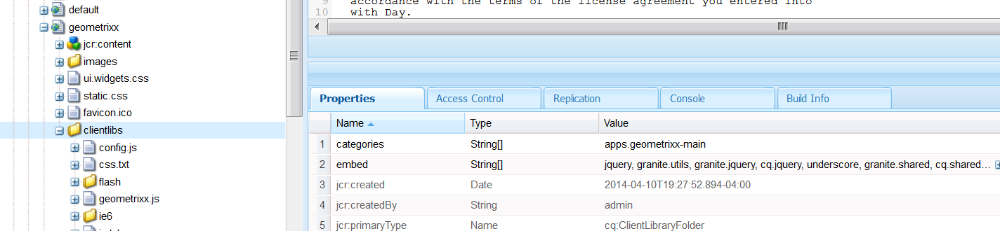 default
geometrixx
jcr:content
images
ui.widgets.css
static.css
favicon.ico
clientlibs
config.js
css.txt
flash
geometrixx.js
ie6
9 accordance with the terms of the license agreement you entered into
10 with Day.
Properties Access Control Replication Console Build Info
Name Type Value
1 categories String[] apps.geometrixx-main
2 embed String[] jquery, granite.utils, granite.jquery, cq.jquery, underscore, granite.shared, cq.shared...
3 jcr:created Date 2014-04-10T19:27:52.894-04:00
4 jcr:createdBy String admin
5 jcr:primaryType Name cq:ClientLibraryFolder